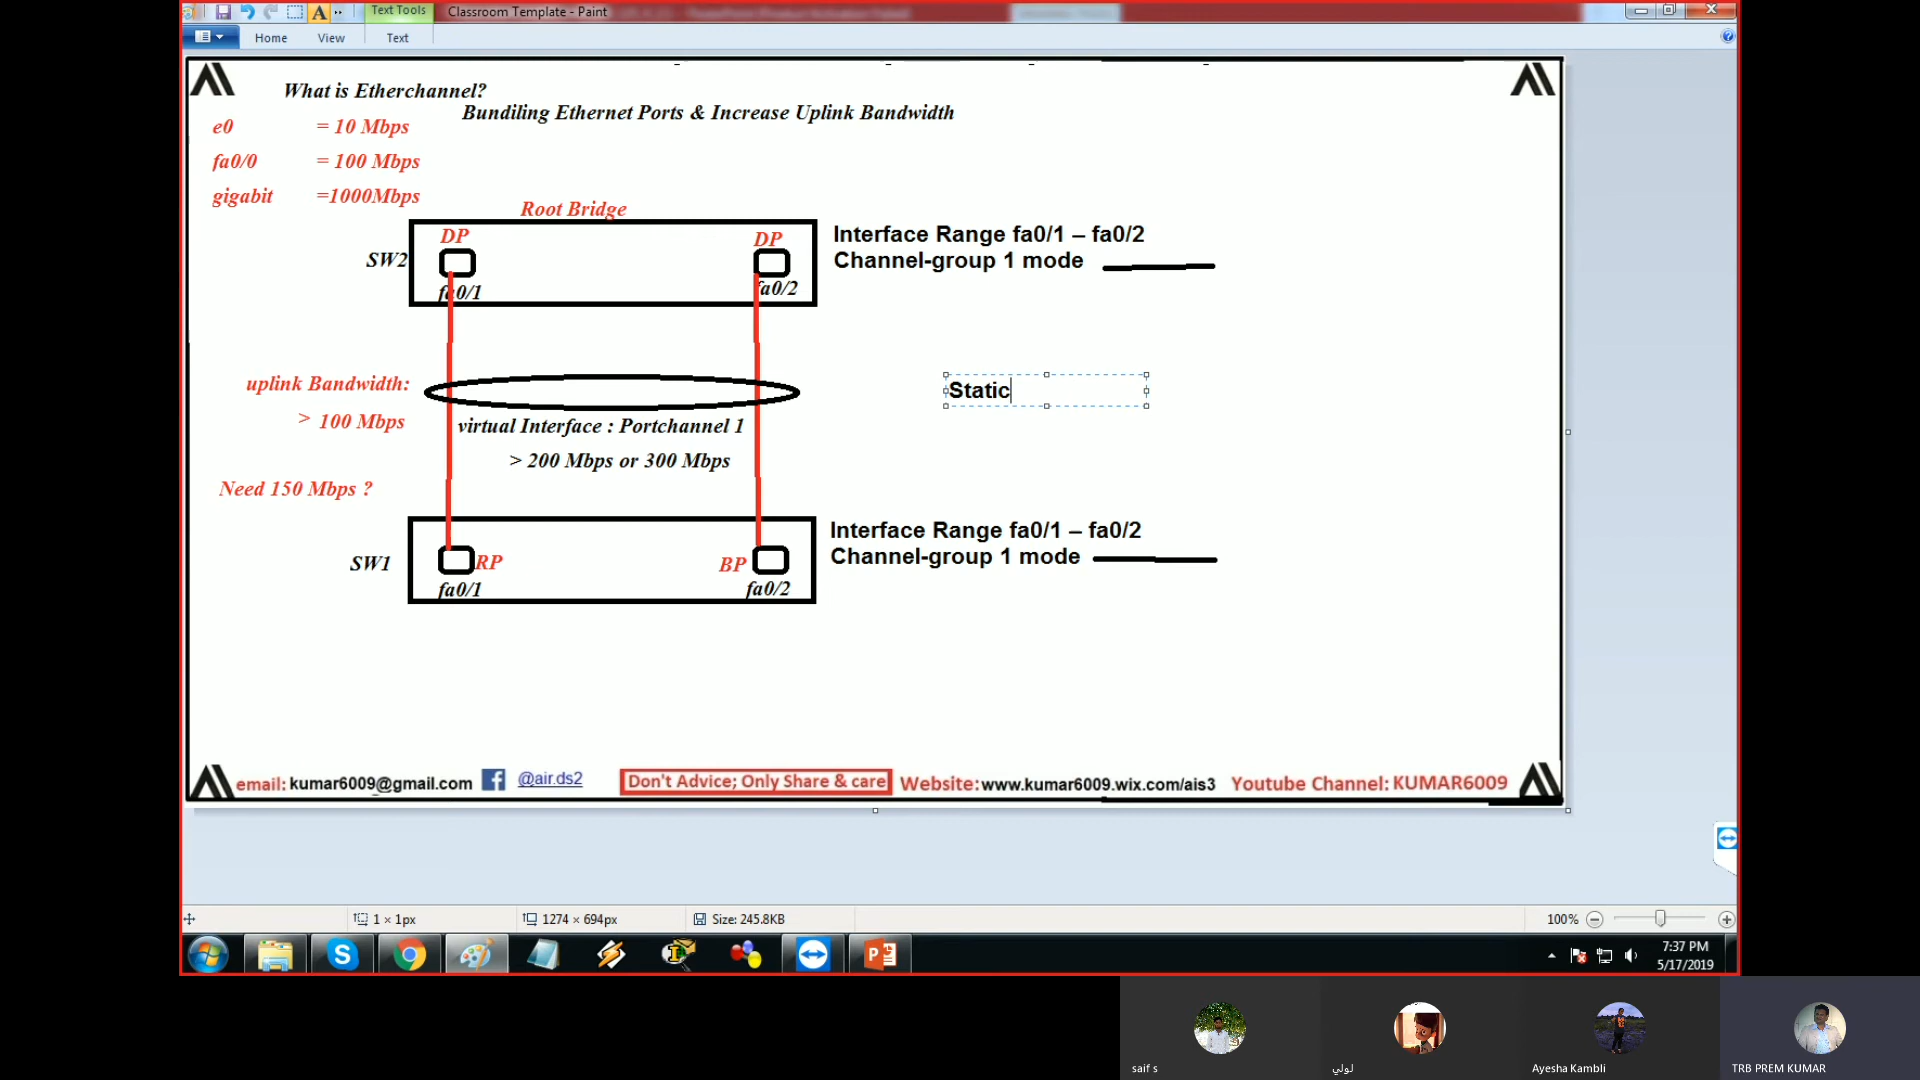 Text Tools
Classroom Template - Paint
Home
View
Text
What is Etherchannel?
Bundiling Ethernet Ports & Increase Uplink Bandwidth
e0 = 10 Mbps
fa0/0 = 100 Mbps
gigabit =1000Mbps
Root Bridge
DP
DP
SW2
fa0/1
fa0/2
Interface Range fa0/1 – fa0/2
Channel-group 1 mode
uplink Bandwidth:
> 100 Mbps
Static
virtual Interface : Portchannel 1
> 200 Mbps or 300 Mbps
Need 150 Mbps ?
Interface Range fa0/1 – fa0/2
Channel-group 1 mode
SW1
RP
BP
fa0/1
fa0/2
email: kumar6009@gmail.com
@air.ds2
Don't Advice; Only Share & care
Website: www.kumar6009.wix.com/ais3
Youtube Channel: KUMAR6009
1 × 1px
1274 × 694px
Size: 245.8KB
100%
7:37 PM
5/17/2019
saif s
لولي
Ayesha Kambli
TRB PREM KUMAR